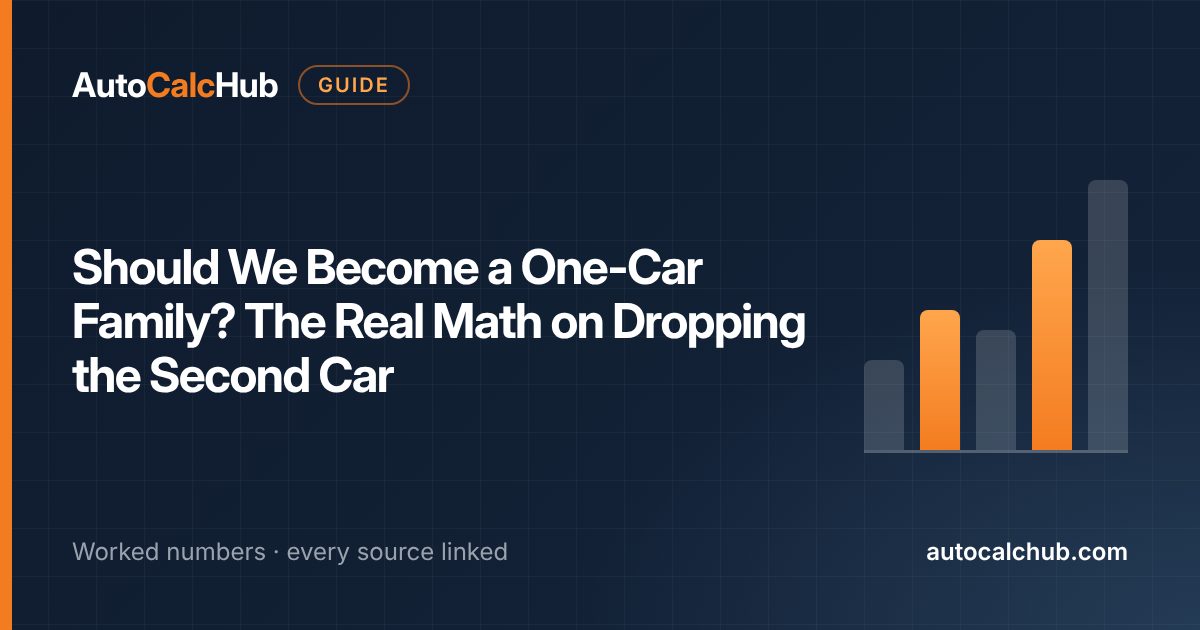 AutoCalcHub GUIDE
Should We Become a One-Car
Family? The Real Math on Dropping
the Second Car
Worked numbers · every source linked
autocalchub.com